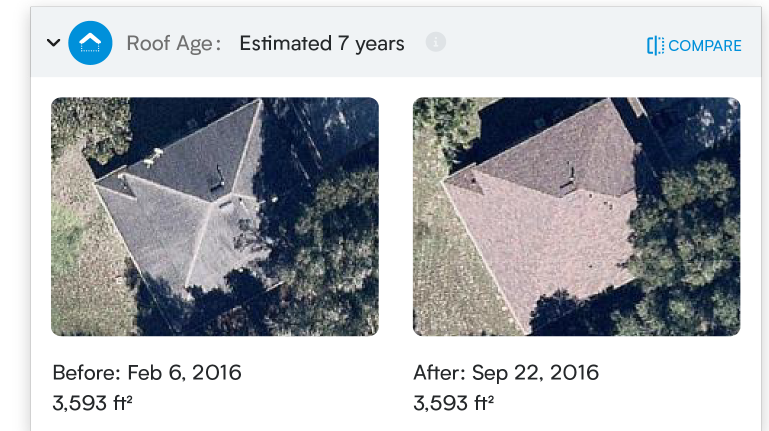 Roof Age: Estimated 7 years
COMPARE
Before: Feb 6, 2016
After: Sep 22, 2016
3,593 ft²
3,593 ft²